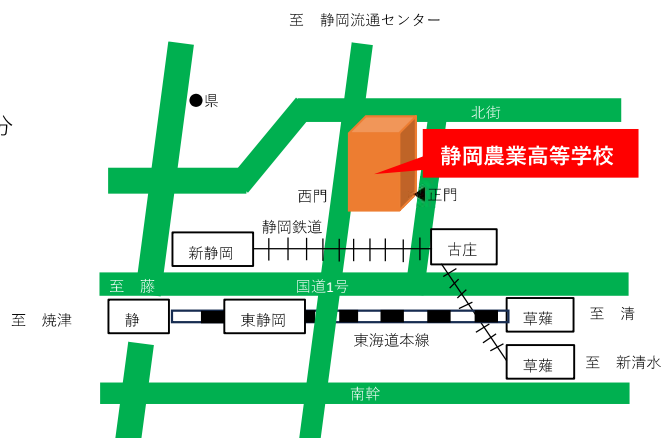 至　静岡流通センター
県
分
北街
静岡農業高等学校
西門
正門
静岡鉄道
新静岡
古庄
至　藤
国道1号
至　焼津
静
東静岡
草薙
至　清
東海道本線
草薙
至　新清水
南幹